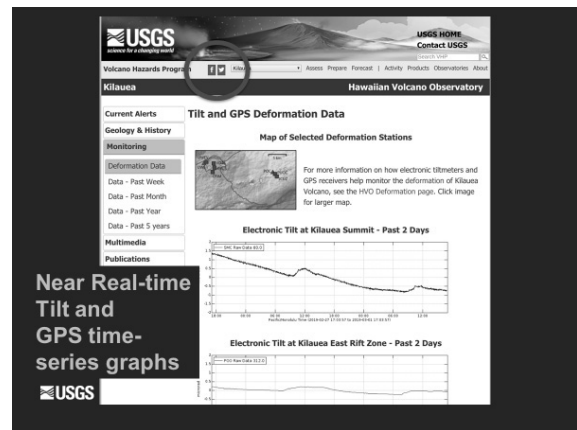 USGS
science for a changing world
USGS HOME
Contact USGS
Search VHP
Volcano Hazards Program
Assess Prepare Forecast | Activity Products Observatories About
Kilauea
Hawaiian Volcano Observatory
Current Alerts
Geology & History
Monitoring
Deformation Data
Data - Past Week
Data - Past Month
Data - Past Year
Data - Past 5 years
Multimedia
Publications
Tilt and GPS Deformation Data
Map of Selected Deformation Stations
For more information on how electronic tiltmeters and
GPS receivers help monitor the deformation of Kilauea
Volcano, see the HVO Deformation page. Click image
for larger map.
Electronic Tilt at Kilauea Summit - Past 2 Days
Electronic Tilt at Kilauea East Rift Zone - Past 2 Days
Near Real-time
Tilt and
GPS time-
series graphs
USGS